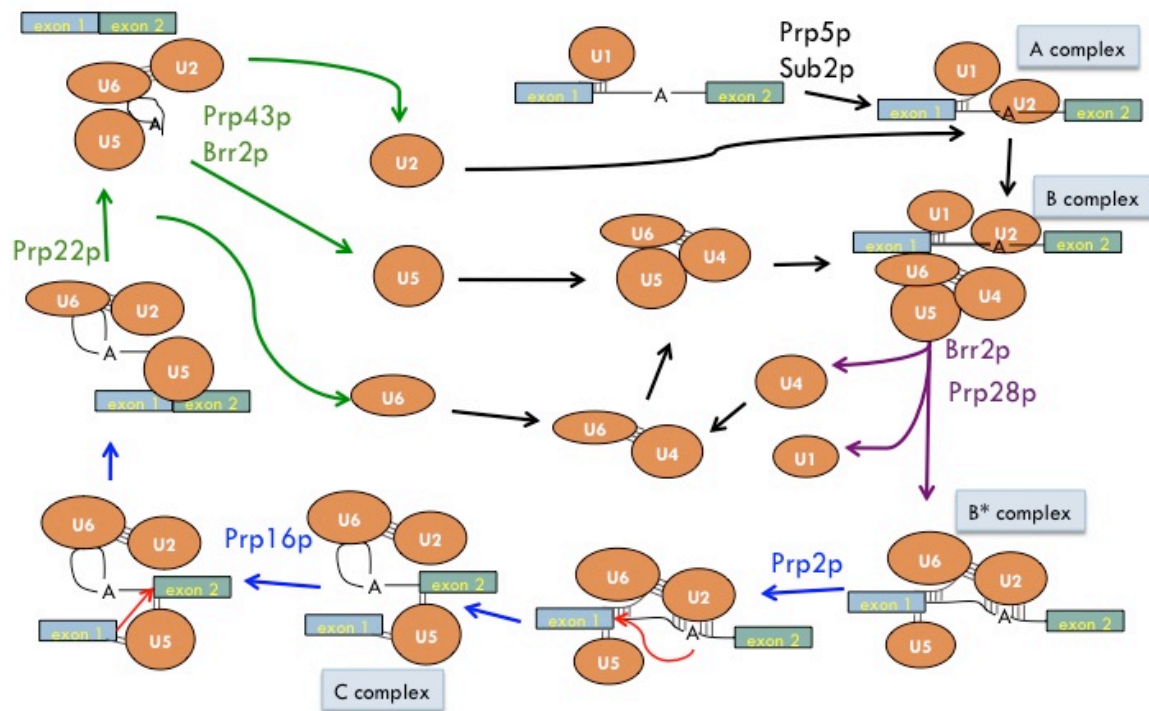 exon 1 exon 2
U6 U2
A
U5
Prp43p
Brr2p
U2
U1
exon 1 A exon 2
Prp5p
Sub2p
A complex
U1
U2
exon 1 A exon 2
B complex
U1
U2
exon 1 A exon 2
U6
U4
U5
Prp22p
U6 U2
A
U5
exon 1 exon 2
U5
U6
U4
U5
Brr2p
Prp28p
U6
U6
U4
U4
U1
B* complex
U6
U2
exon 1
A
exon 2
U5
Prp2p
U6
U2
exon 1
A
exon 2
U5
U6
U2
A
exon 2
exon 1
U5
C complex
Prp16p
U6
U2
A
exon 2
exon 1
U5